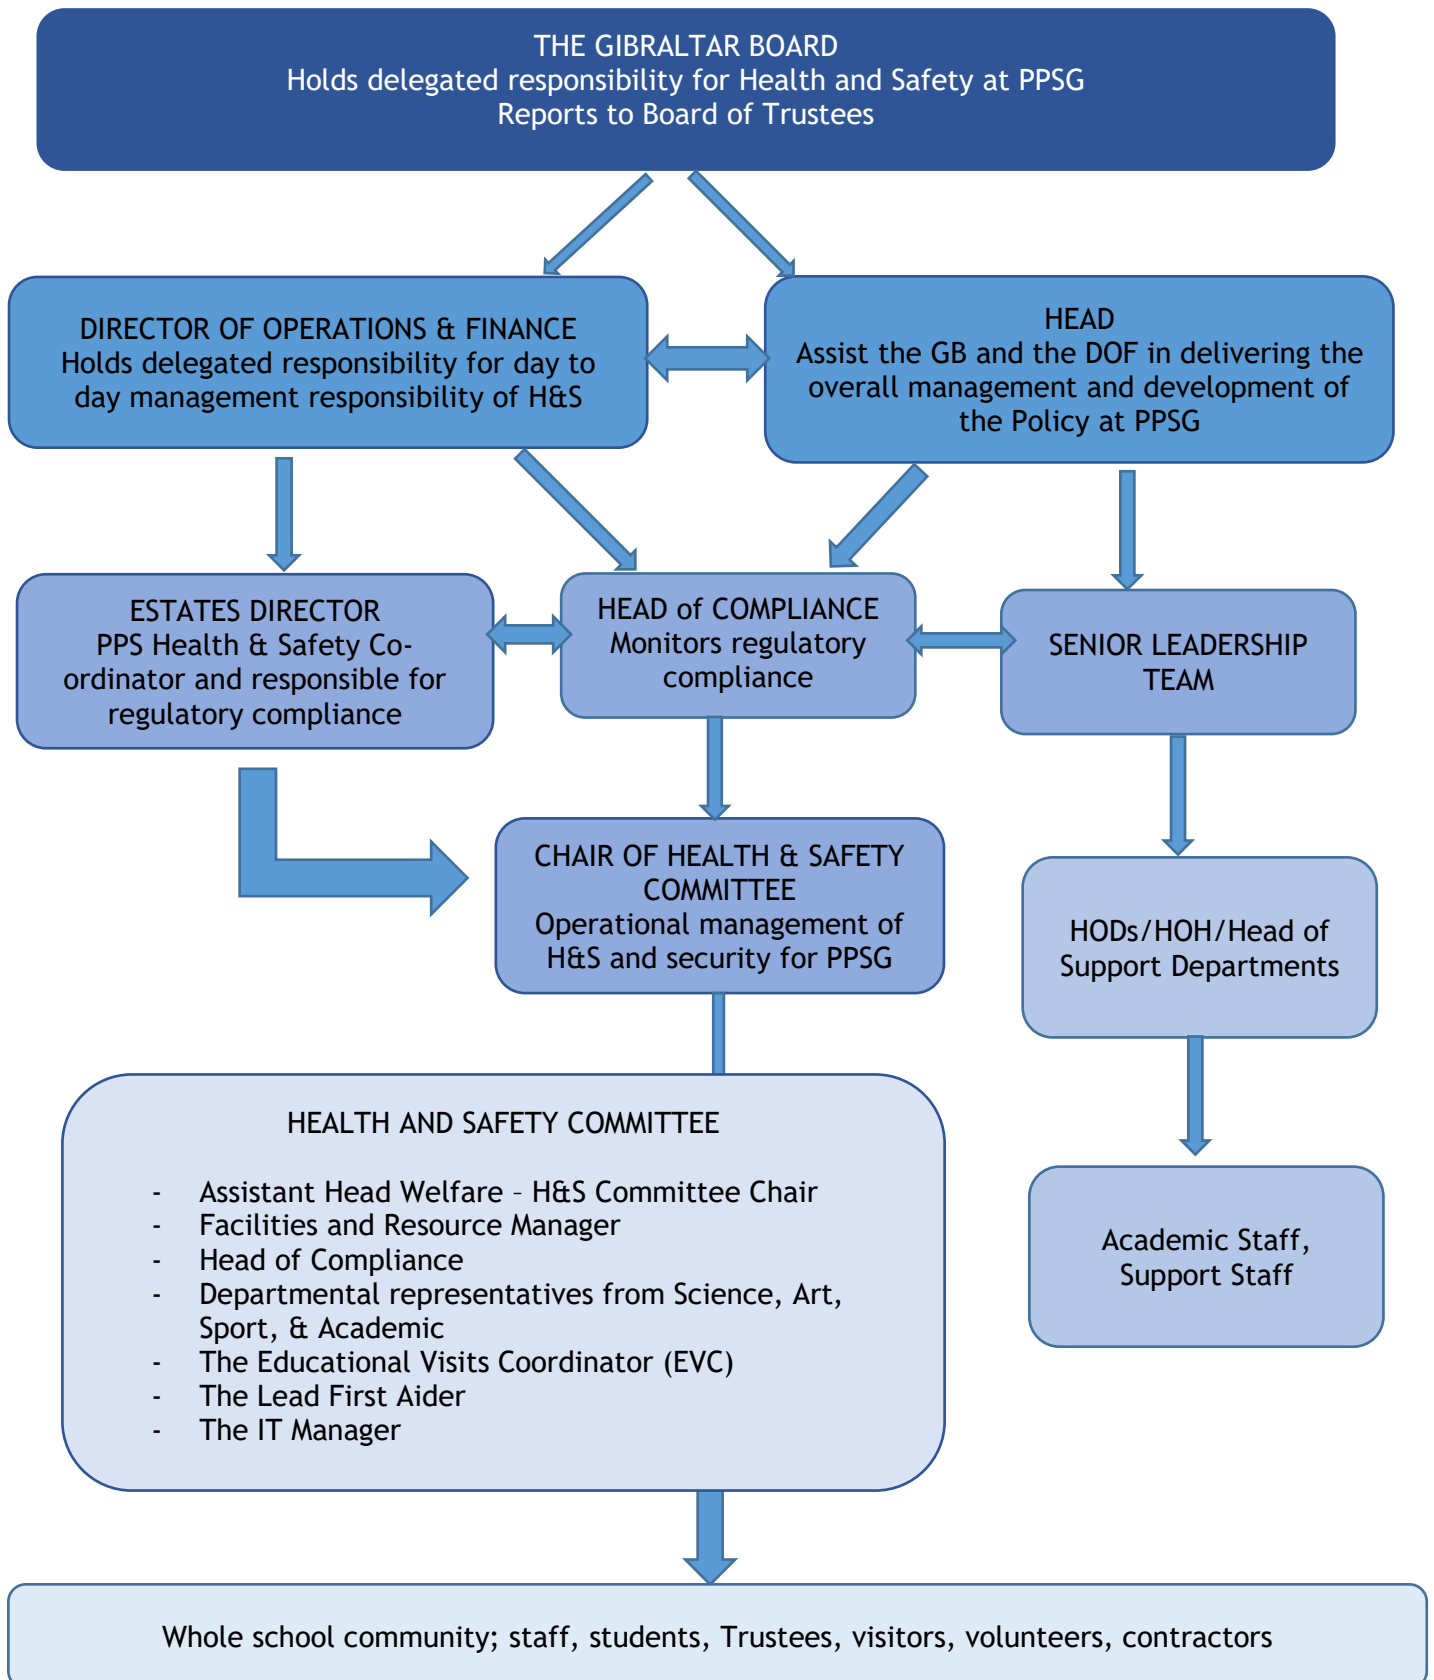 THE GIBRALTAR BOARD
Holds delegated responsibility for Health and Safety at PPSG
Reports to Board of Trustees
DIRECTOR OF OPERATIONS & FINANCE
Holds delegated responsibility for day to
day management responsibility of H&S
HEAD
Assist the GB and the DOF in delivering the
overall management and development of
the Policy at PPSG
ESTATES DIRECTOR
PPS Health & Safety Co-
ordinator and responsible for
regulatory compliance
HEAD of COMPLIANCE
Monitors regulatory
compliance
SENIOR LEADERSHIP
TEAM
CHAIR OF HEALTH & SAFETY
COMMITTEE
Operational management of
H&S and security for PPSG
HODs/HOH/Head of
Support Departments
HEALTH AND SAFETY COMMITTEE
- Assistant Head Welfare – H&S Committee Chair
- Facilities and Resource Manager
- Head of Compliance
- Departmental representatives from Science, Art,
Sport, & Academic
- The Educational Visits Coordinator (EVC)
- The Lead First Aider
- The IT Manager
Academic Staff,
Support Staff
Whole school community; staff, students, Trustees, visitors, volunteers, contractors